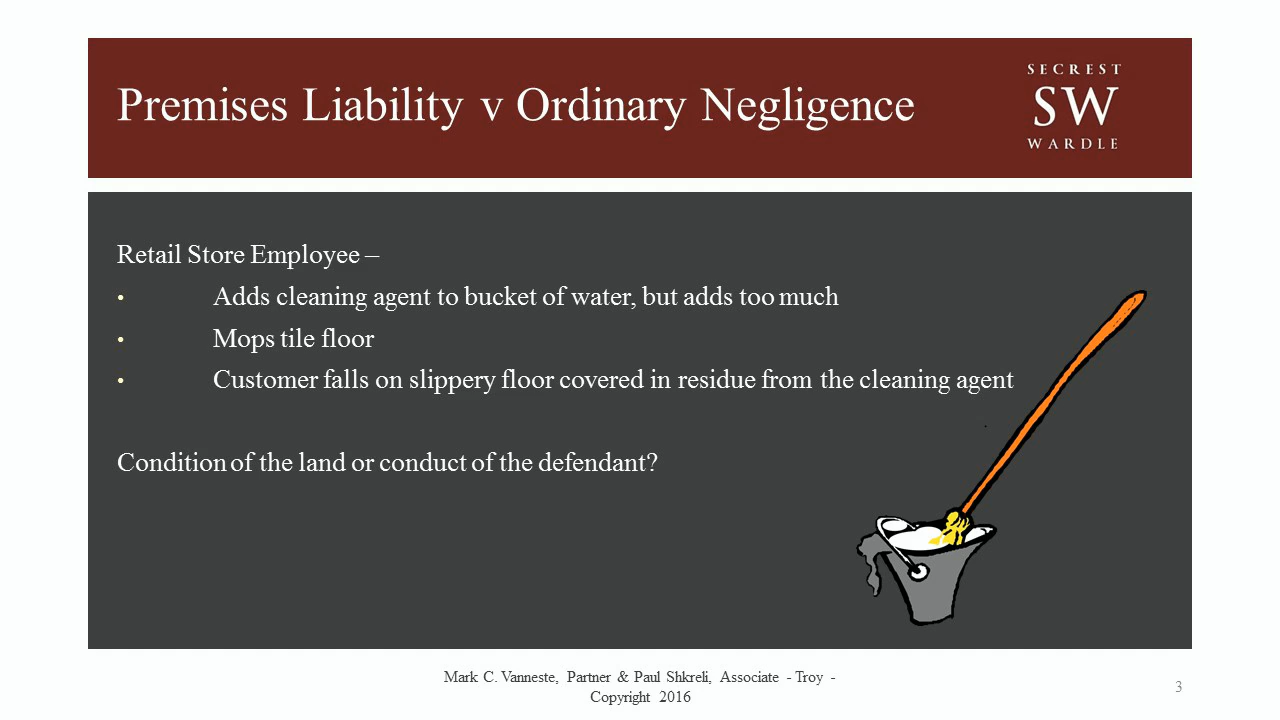 Premises Liability v Ordinary Negligence
SECREST
SW
WARDLE
Retail Store Employee –
• Adds cleaning agent to bucket of water, but adds too much
• Mops tile floor
• Customer falls on slippery floor covered in residue from the cleaning agent
Condition of the land or conduct of the defendant?
Mark C. Vanneste, Partner & Paul Shkreli, Associate - Troy -
Copyright 2016
3